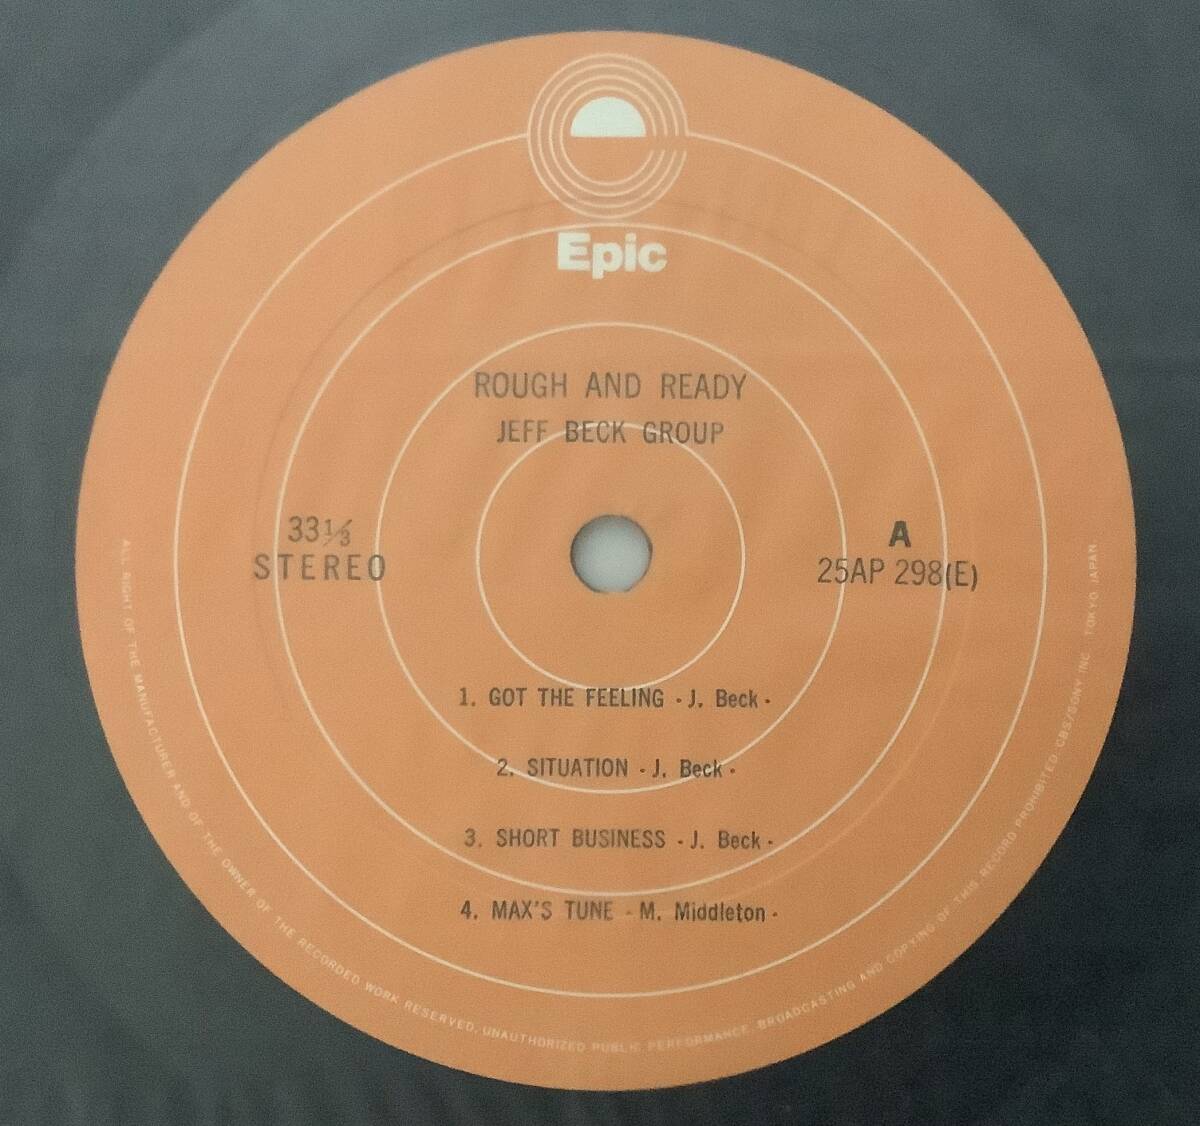 Epic
ROUGH AND READY
JEFF BECK GROUP
33⅓
STEREO
A
25AP 298(E)
1. GOT THE FEELING - J. Beck -
2. SITUATION - J. Beck -
3. SHORT BUSINESS - J. Beck -
4. MAX'S TUNE - M. Middleton -
ALL RIGHT OF THE MANUFACTURER AND OF THE OWNER OF THE RECORDED WORK RESERVED, UNAUTHORIZED PUBLIC PERFORMANCE, BROADCASTING AND COPYING OF THIS RECORD PROHIBITED CBS/SONY INC. TOKYO JAPAN